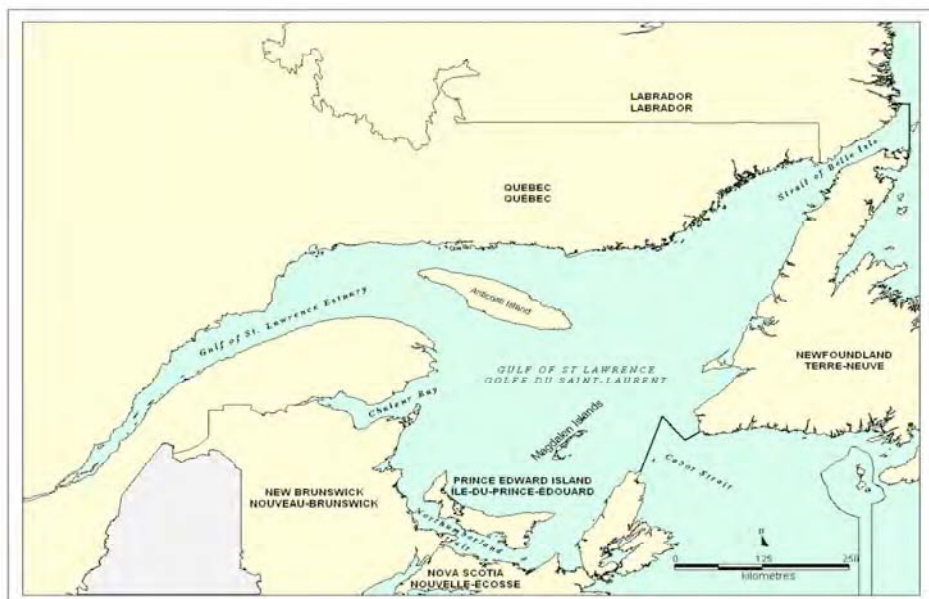 LABRADOR
LABRADOR
Strait of Belle Isle
QUEBEC
QUÉBEC
Anticosti Island
Gulf of St. Lawrence Estuary
NEWFOUNDLAND
TERRE-NEUVE
GULF OF ST LAWRENCE
GOLFE DU SAINT-LAURENT
Chaleur Bay
Magdalen Islands
Cabot Strait
PRINCE EDWARD ISLAND
ÎLE-DU-PRINCE-ÉDOUARD
NEW BRUNSWICK
NOUVEAU-BRUNSWICK
Northumberland
Strait
NOVA SCOTIA
NOUVELLE-ECOSSE
n
0 125 250
kilometres